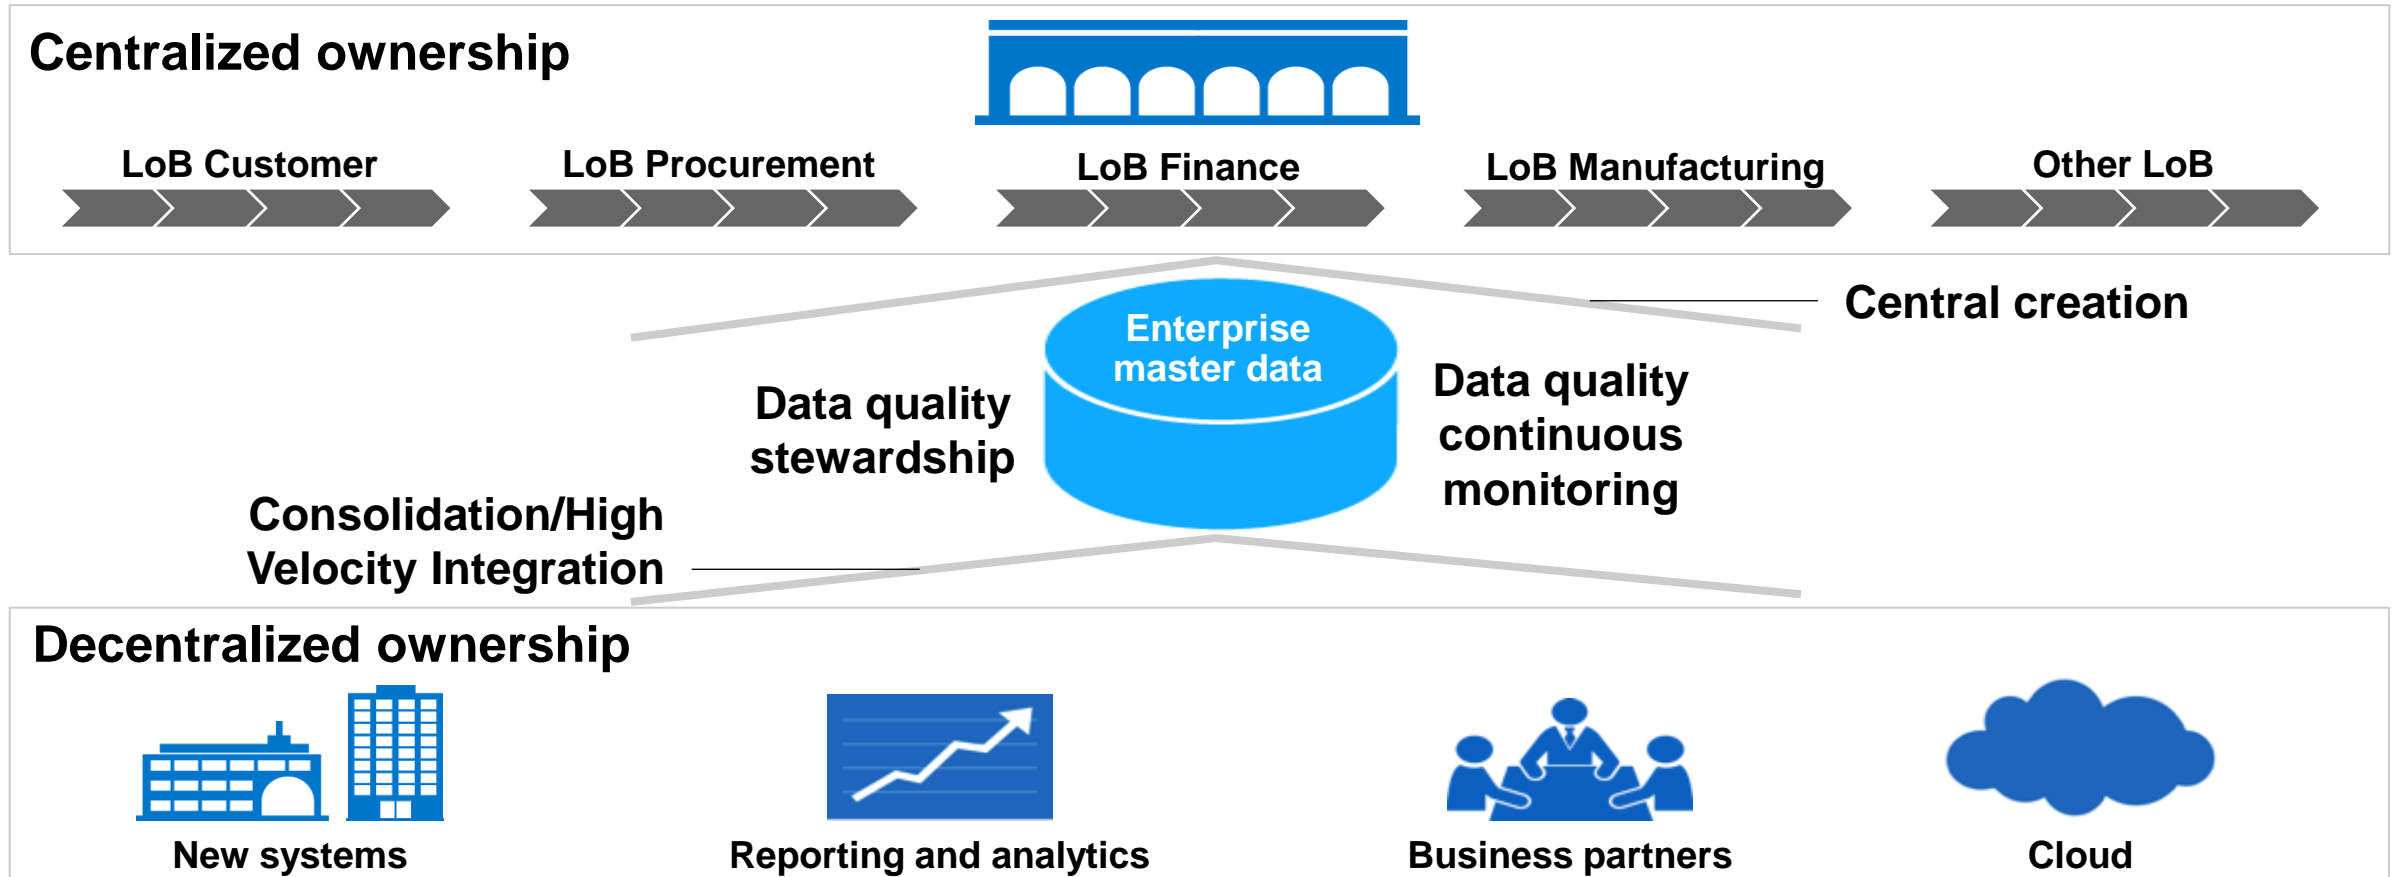 Centralized ownership
LoB Customer
LoB Procurement
LoB Finance
LoB Manufacturing
Other LoB
Central creation
Enterprise
master data
Data quality
stewardship
Data quality
continuous
monitoring
Consolidation/High
Velocity Integration
Decentralized ownership
New systems
Reporting and analytics
Business partners
Cloud